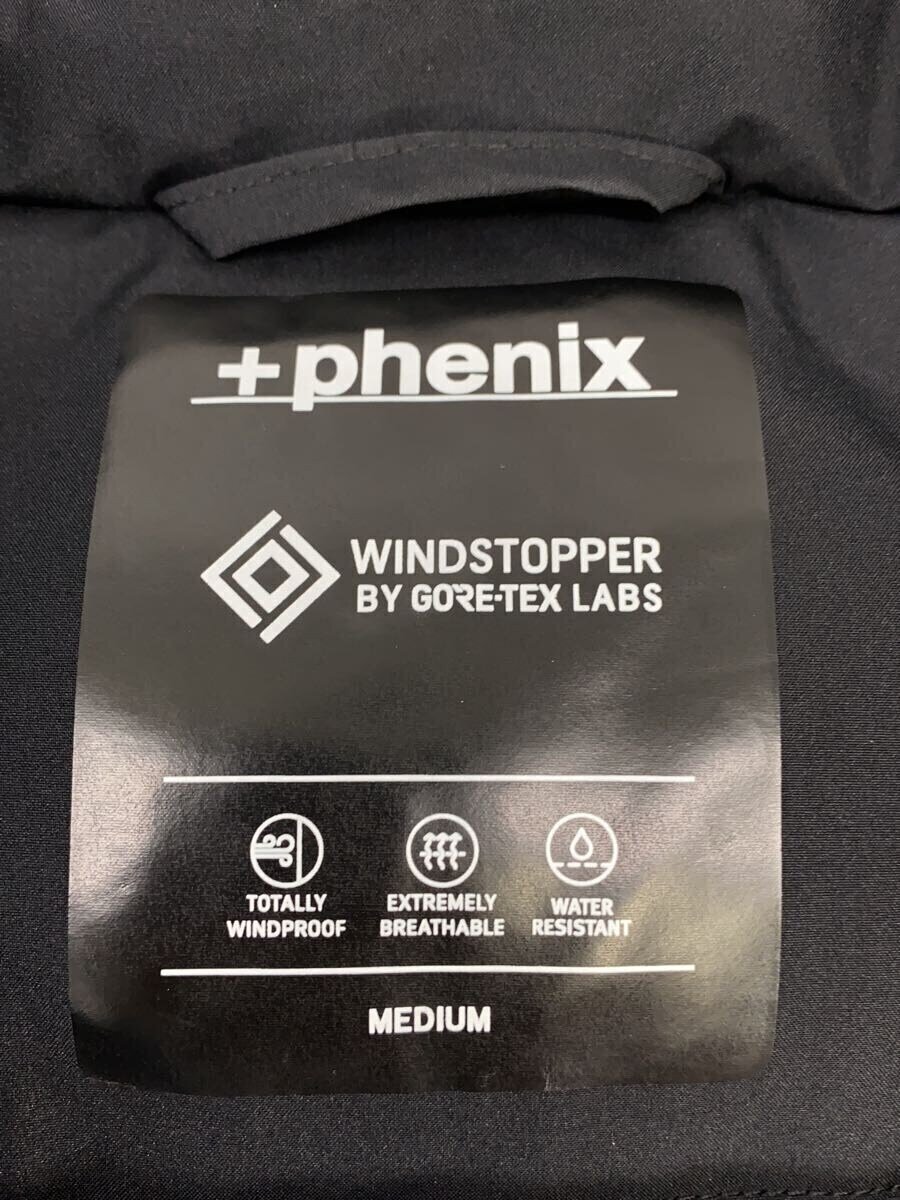 +phenix
WINDSTOPPER
BY GORE-TEX LABS
TOTALLY
WINDPROOF
EXTREMELY
BREATHABLE
WATER
RESISTANT
MEDIUM